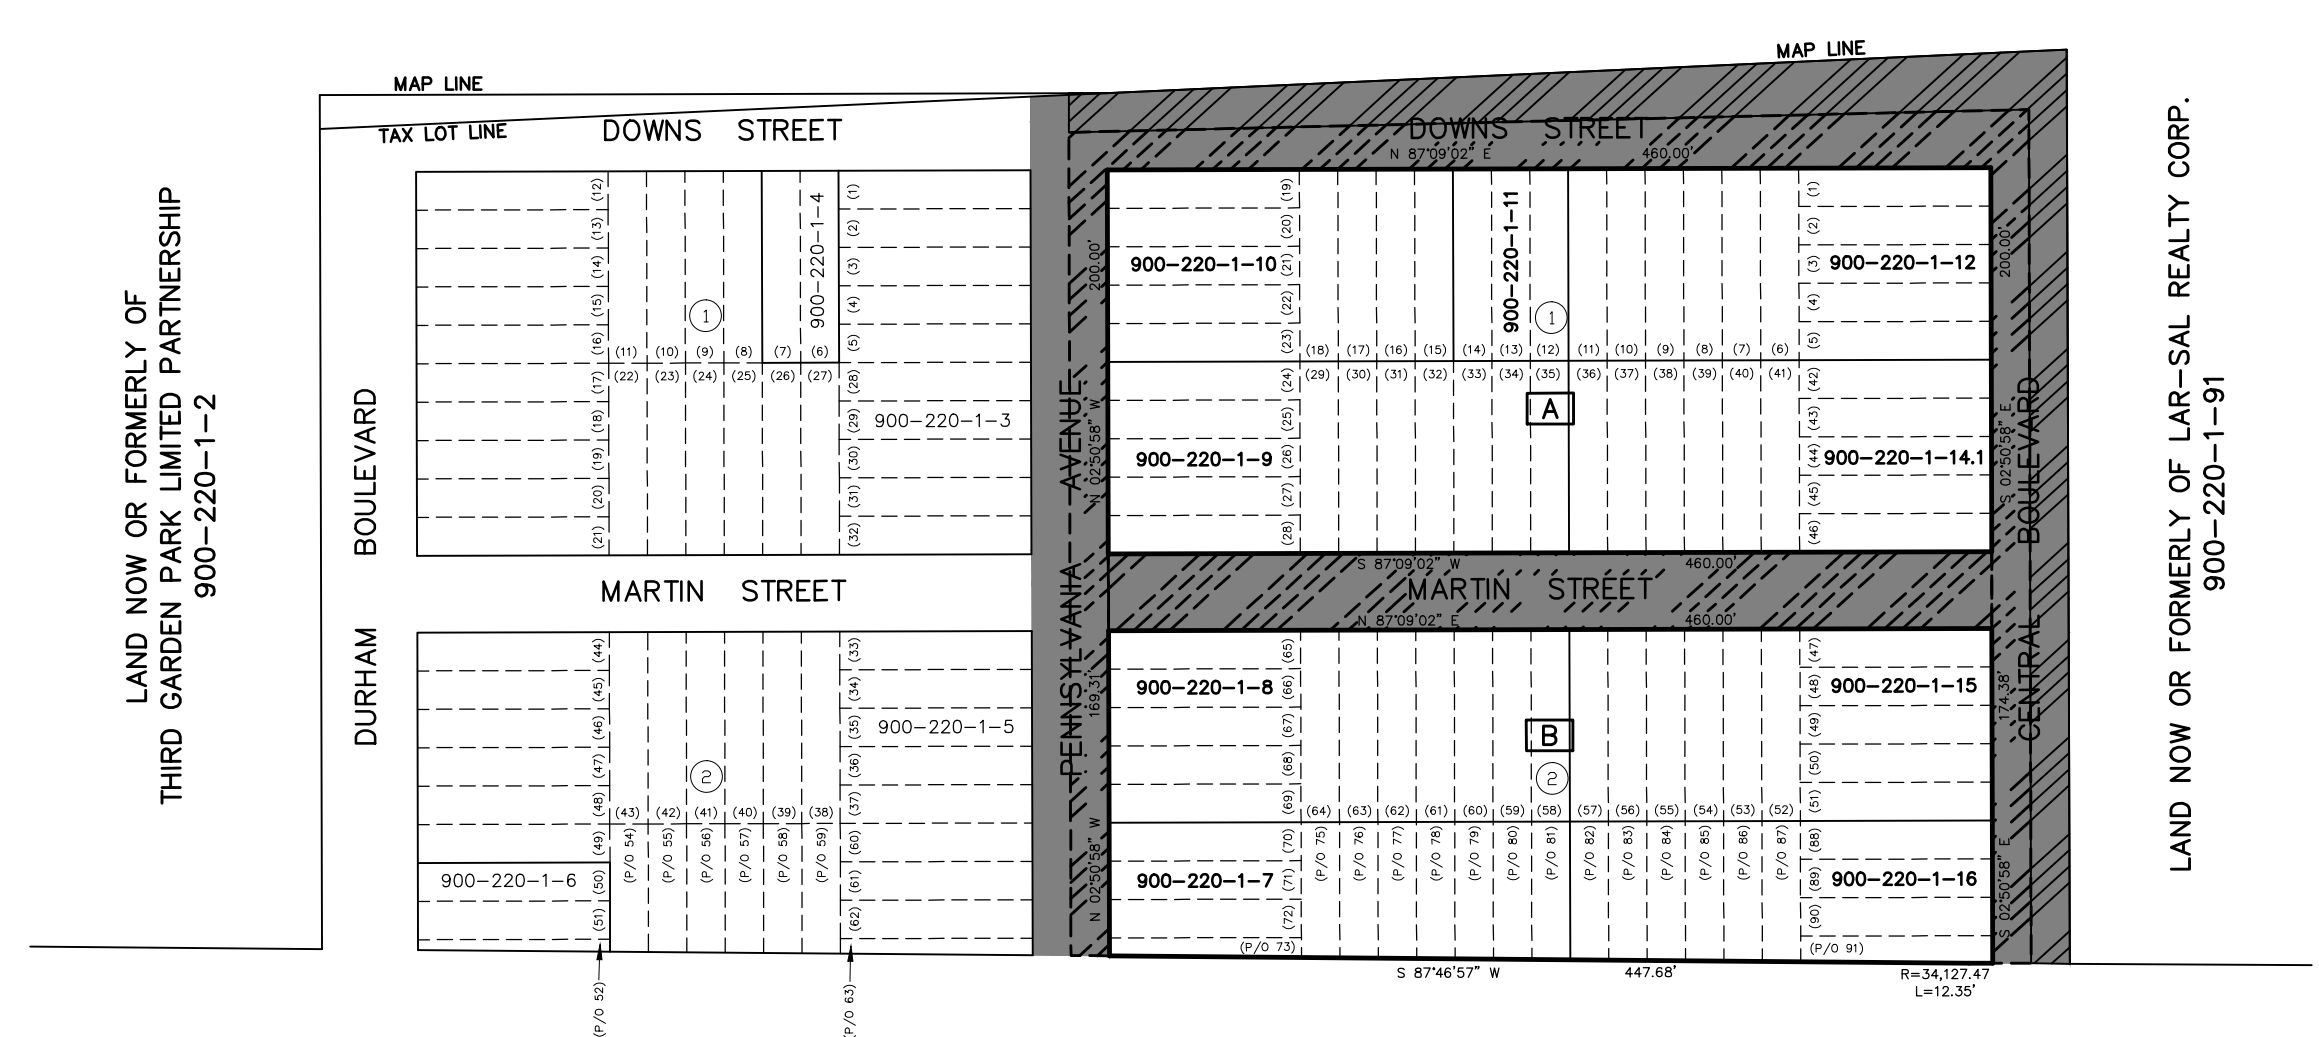 MAP LINE
MAP LINE
TAX LOT LINE
DOWNS STREET
DOWNS STREET
N 87°09'02" E 460.00'
LAND NOW OR FORMERLY OF
THIRD GARDEN PARK LIMITED PARTNERSHIP
900-220-1-2
DURHAM BOULEVARD
(12)
(13)
(14)
(15)
(16)
(17)
(18)
(19)
(20)
(21)
(11) (10) (9) (8) (7) (6)
(22) (23) (24) (25) (26) (27)
1
900-220-1-4
(1)
(2)
(3)
(4)
(5)
(28)
(29)
(30)
(31)
(32)
900-220-1-3
MARTIN STREET
(44)
(45)
(46)
(47)
(48)
(49)
(50)
(51)
2
(43) (42) (41) (40) (39) (38)
(P/O 54) (P/O 55) (P/O 56) (P/O 57) (P/O 58) (P/O 59)
(33)
(34)
(35)
(36)
(37)
(60)
(61)
(62)
900-220-1-5
900-220-1-6
(P/O 52)
(P/O 63)
PENNSYLVANIA AVENUE
200.00'
N 02°50'58" W
169.31'
N 02°50'58" W
900-220-1-10
900-220-1-9
(19)
(20)
(21)
(22)
(23)
(24)
(25)
(26)
(27)
(28)
(18) (17) (16) (15) (14) (13) (12) (11) (10) (9) (8) (7) (6)
(29) (30) (31) (32) (33) (34) (35) (36) (37) (38) (39) (40) (41)
900-220-1-11
1
A
(1)
(2)
(3)
(4)
(5)
(42)
(43)
(44)
(45)
(46)
900-220-1-12
900-220-1-14.1
S 87°09'02" W 460.00'
MARTIN STREET
N 87°09'02" E 460.00'
900-220-1-8
900-220-1-7
(65)
(66)
(67)
(68)
(69)
(70)
(71)
(72)
(P/O 73)
B
2
(64) (63) (62) (61) (60) (59) (58) (57) (56) (55) (54) (53) (52)
(P/O 75) (P/O 76) (P/O 77) (P/O 78) (P/O 79) (P/O 80) (P/O 81) (P/O 82) (P/O 83) (P/O 84) (P/O 85) (P/O 86) (P/O 87)
(47)
(48)
(49)
(50)
(51)
(88)
(89)
(90)
(P/O 91)
900-220-1-15
900-220-1-16
200.00'
S 02°50'58" E
174.38'
S 02°50'58" E
CENTRAL BOULEVARD
S 87°46'57" W 447.68'
R=34,127.47
L=12.35'
LAND NOW OR FORMERLY OF LAR-SAL REALTY CORP.
900-220-1-91